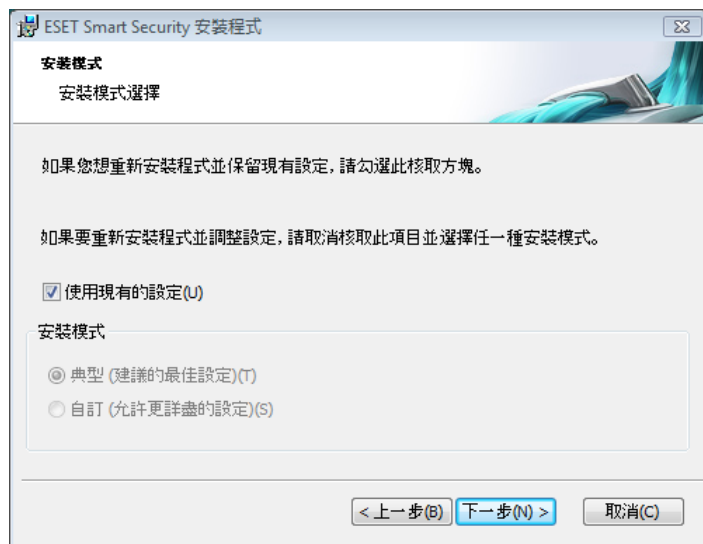 ESET Smart Security 安裝程式
安裝模式
安裝模式選擇
如果您想重新安裝程式並保留現有設定，請勾選此核取方塊。
如果要重新安裝程式並調整設定，請取消核取此項目並選擇任一種安裝模式。
使用現有的設定(U)
安裝模式
典型 (建議的最佳設定)(T)
自訂 (允許更詳盡的設定)(S)
< 上一步(B) 下一步(N) > 取消(C)